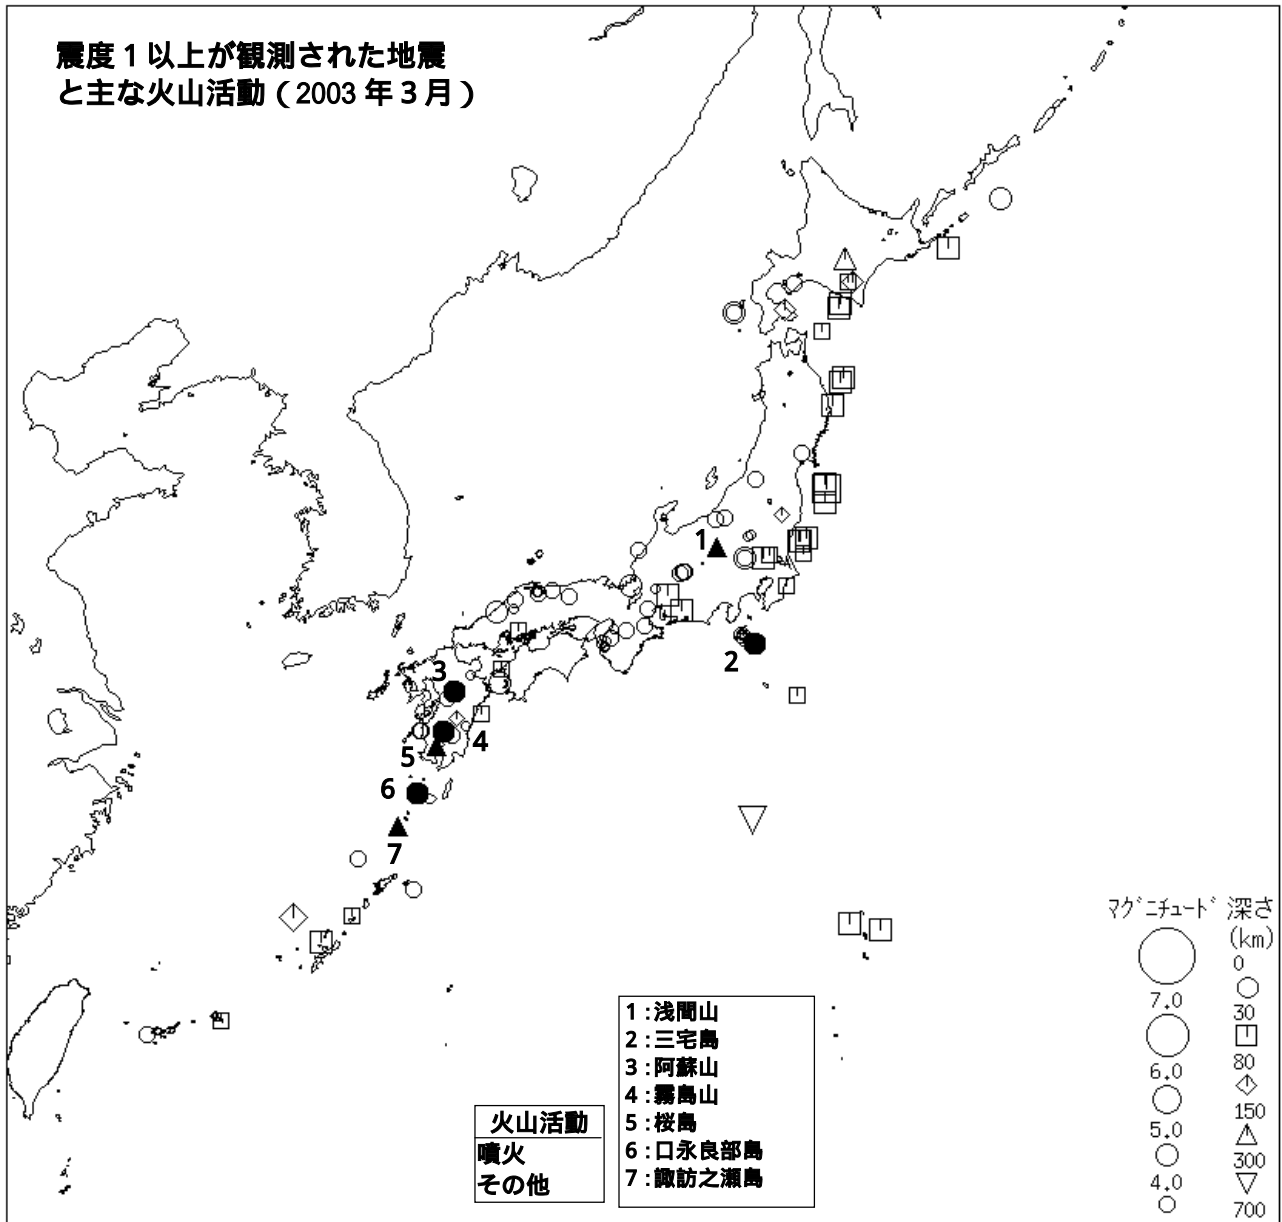 震度１以上が観測された地震
と主な火山活動（2003 年３月）
1
2
3
4
5
6
7
火山活動
噴火
その他
1 :浅間山
2 :三宅島
3 :阿蘇山
4 :霧島山
5 :桜島
6 :口永良部島
7 :諏訪之瀬島
ﾏｸﾞﾆﾁｭｰﾄﾞ 深さ
(km)
0
7.0 30
80
6.0
150
5.0
300
4.0
700